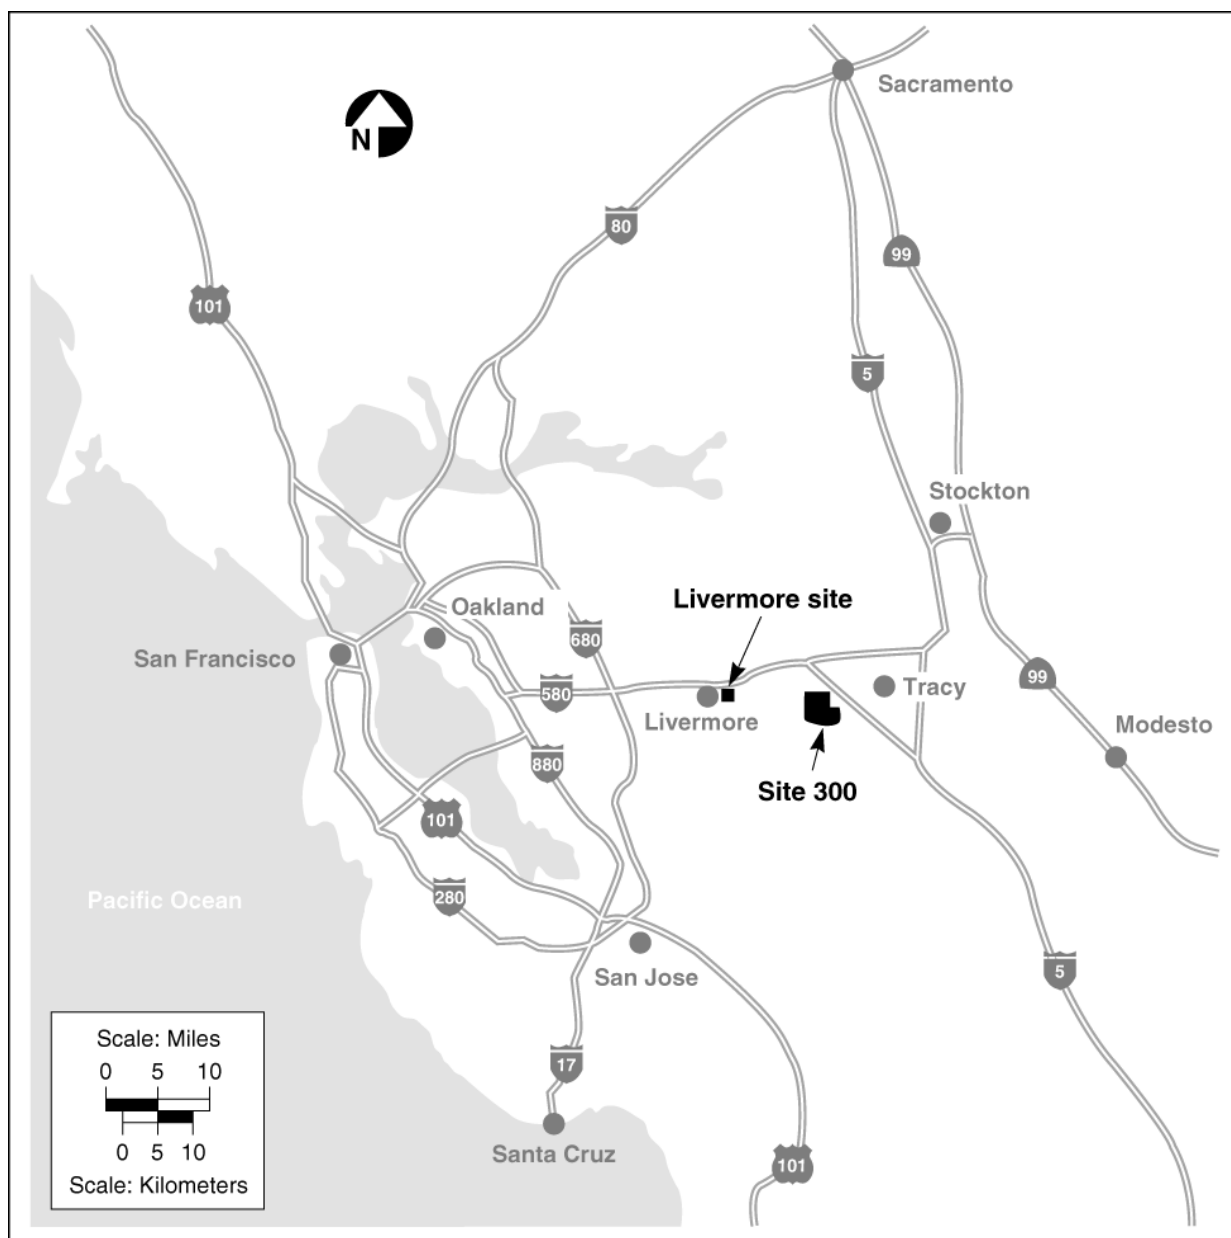 Sacramento
N
80
99
101
5
Stockton
Livermore site
Oakland
680
San Francisco
580
Tracy
99
Livermore
Modesto
880
Site 300
101
Pacific Ocean
280
5
San Jose
17
Santa Cruz
101
Scale: Miles
0 5 10
0 5 10
Scale: Kilometers